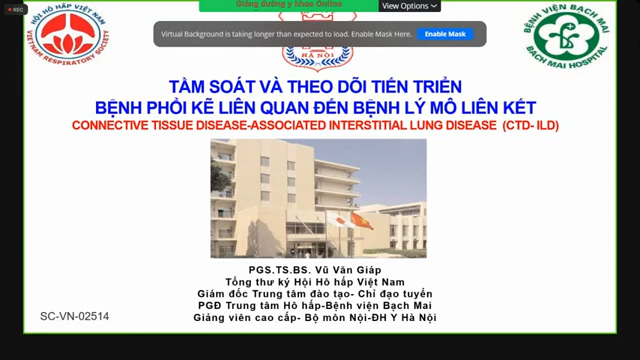 REC
Giảng đường y khoa Online
View Options
Virtual Background is taking longer than expected to load. Enable Mask Here.
Enable Mask
HỘI HÔ HẤP VIỆT NAM
VIETNAM RESPIRATORY SOCIETY
HÀ NỘI
BỆNH VIỆN BẠCH MAI
BACH MAI HOSPITAL
TẦM SOÁT VÀ THEO DÕI TIẾN TRIỂN
BỆNH PHỔI KẼ LIÊN QUAN ĐẾN BỆNH LÝ MÔ LIÊN KẾT
CONNECTIVE TISSUE DISEASE-ASSOCIATED INTERSTITIAL LUNG DISEASE (CTD- ILD)
PGS.TS.BS. Vũ Văn Giáp
Tổng thư ký Hội Hô hấp Việt Nam
Giám đốc Trung tâm đào tạo- Chỉ đạo tuyến
PGĐ Trung tâm Hô hấp-Bệnh viện Bạch Mai
Giảng viên cao cấp- Bộ môn Nội-ĐH Y Hà Nội
SC-VN-02514